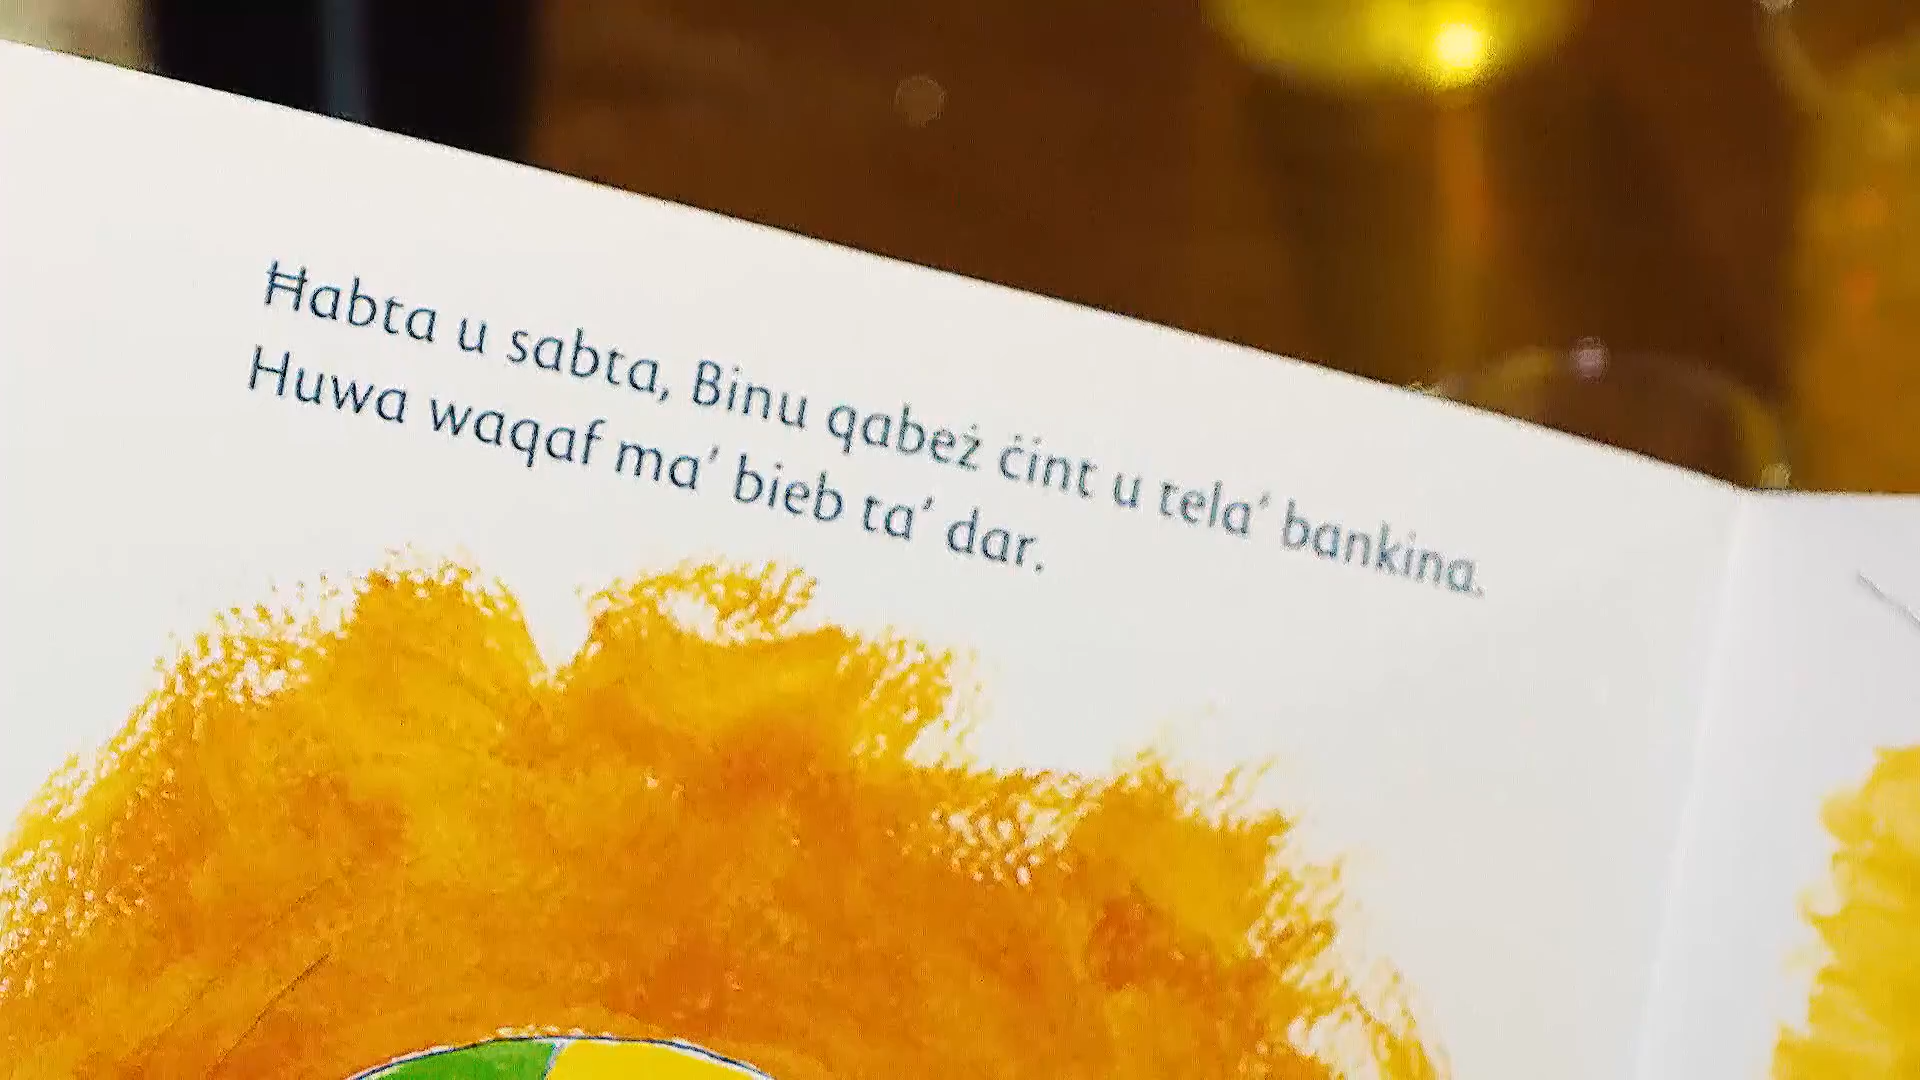 Ħabta u sabta, Binu qabeż ċint u tela’ bankina.
Huwa waqaf ma’ bieb ta’ dar.